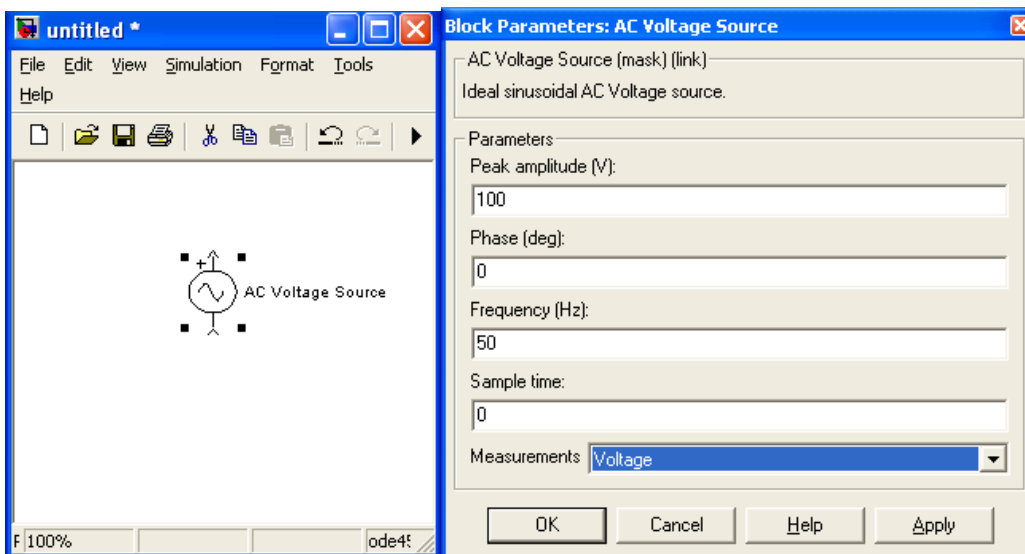 untitled *
File Edit View Simulation Format Tools
Help
+
AC Voltage Source
100%
ode45
Block Parameters: AC Voltage Source
AC Voltage Source (mask) (link)
Ideal sinusoidal AC Voltage source.
Parameters
Peak amplitude (V):
100
Phase (deg):
0
Frequency (Hz):
50
Sample time:
0
Measurements Voltage
OK Cancel Help Apply